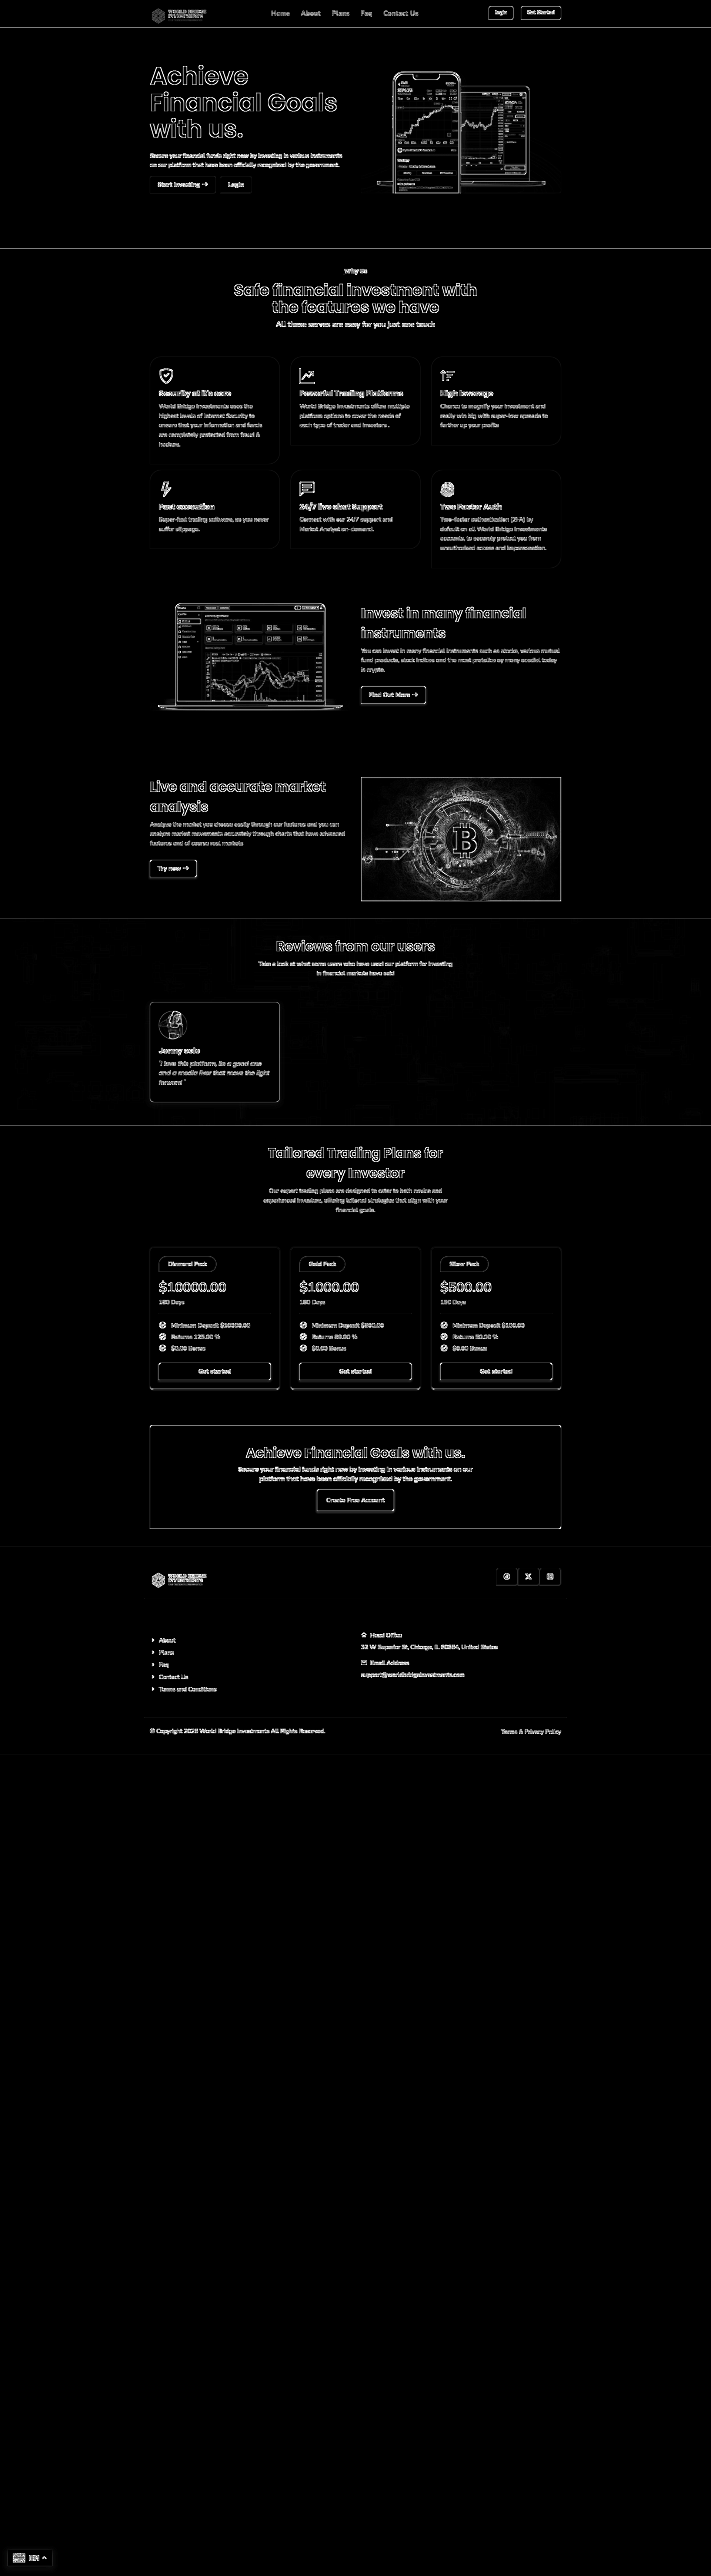 WORLD BRIDGE
INVESTMENTS
Home About Plans Faq Contact Us
Login Get Started
Achieve
Financial Goals
with us.
Secure your financial funds right now by investing in various instruments
on our platform that have been officially recognized by the government.
Start Investing → Login
Why Us
Safe financial investment with
the features we have
All these serves are easy for you just one touch
Security at it's core
World Bridge Investments uses the
highest levels of Internet Security to
ensure that your information and funds
are completely protected from fraud &
hackers.
Powerful Trading Platforms
World Bridge Investments offers multiple
platform options to cover the needs of
each type of trader and investors .
High leverage
Chance to magnify your investment and
really win big with super-low spreads to
further up your profits
Fast execution
Super-fast trading software, so you never
suffer slippage.
24/7 live chat Support
Connect with our 24/7 support and
Market Analyst on-demand.
Two Factor Auth
Two-factor authentication (2FA) by
default on all World Bridge Investments
accounts, to securely protect you from
unauthorised access and impersonation.
Invest in many financial
instruments
You can invest in many financial instruments such as stocks, various mutual
fund products, stock indices and the most
today
is crypto.
Find Out More →
Live and accurate market
analysis
Analyze the market you choose easily through our features and you can
analyze market movements accurately through charts that have advanced
features and of course real markets
Try now →
Reviews from our users
Take a look at what some users who have used our platform for investing
in financial markets have said
Jenny
"I love this platform, its a good one
and a media liver that move the light
forward "
Tailored Trading Plans for
every Investor
Our expert trading plans are designed to cater to both novice and
experienced investors, offering tailored strategies that align with your
financial goals.
Diamond Pack
$10000.00
180 Days
Minimum Deposit $10000.00
Returns 125.00 %
$0.00 Bonus
Get started
Gold Pack
$1000.00
180 Days
Minimum Deposit $500.00
Returns 80.00 %
$0.00 Bonus
Get started
Silver Pack
$500.00
180 Days
Minimum Deposit $100.00
Returns 50.00 %
$0.00 Bonus
Get started
Achieve Financial Goals with us.
Secure your financial funds right now by investing in various instruments on our
platform that have been officially recognized by the government.
Create Free Account
WORLD BRIDGE
INVESTMENTS
About
Plans
Faq
Contact Us
Terms and Conditions
Head Office
32 W Superior St, Chicago, IL 60654, United States
Email Address
support@worldbridgeinvestments.com
© Copyright 2025 World Bridge Investments All Rights Reserved.
Terms & Privacy Policy